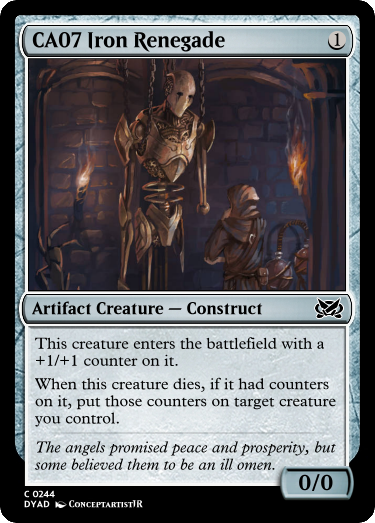 CA07 Iron Renegade
1
Artifact Creature — Construct
This creature enters the battlefield with a
+1/+1 counter on it.
When this creature dies, if it had counters
on it, put those counters on target creature
you control.
The angels promised peace and prosperity, but
some believed them to be an ill omen.
0/0
C 0244
DYAD ConceptartistJR